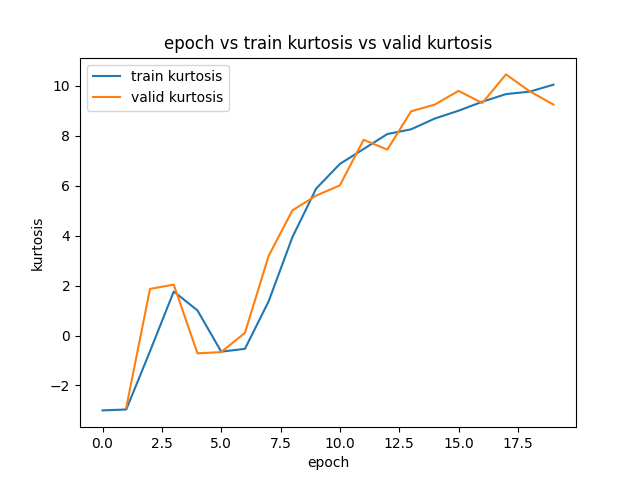 epoch vs train kurtosis vs valid kurtosis
train kurtosis
valid kurtosis
kurtosis
10
8
6
4
2
0
−2
0.0 2.5 5.0 7.5 10.0 12.5 15.0 17.5
epoch